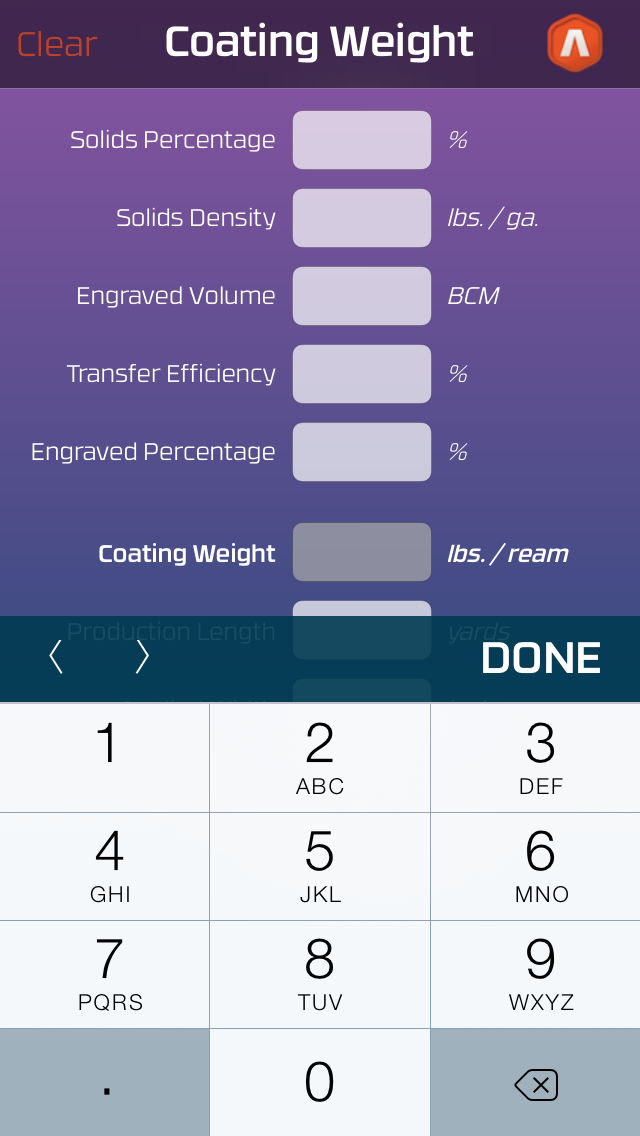 Clear Coating Weight
Solids Percentage %
Solids Density lbs. / ga.
Engraved Volume BCM
Transfer Efficiency %
Engraved Percentage %
Coating Weight lbs. / ream
Production Length yards
DONE
1 2 3
ABC DEF
4 5 6
GHI JKL MNO
7 8 9
PQRS TUV WXYZ
. 0